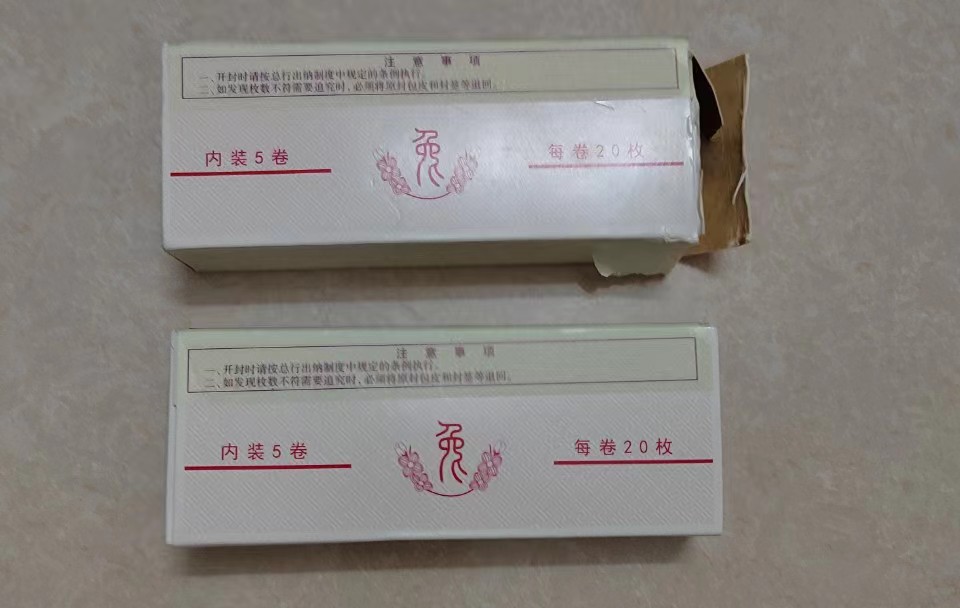 注意事項
一、开封时请按总行出纳制度中规定的条例执行。
二、如发现枚数不符需要追究时，必须将原封包皮和封签等退回。
内装5卷
兔
每卷20枚
注意事項
一、开封时请按总行出纳制度中规定的条例执行。
二、如发现枚数不符需要追究时，必须将原封包皮和封签等退回。
内装5卷
兔
每卷20枚